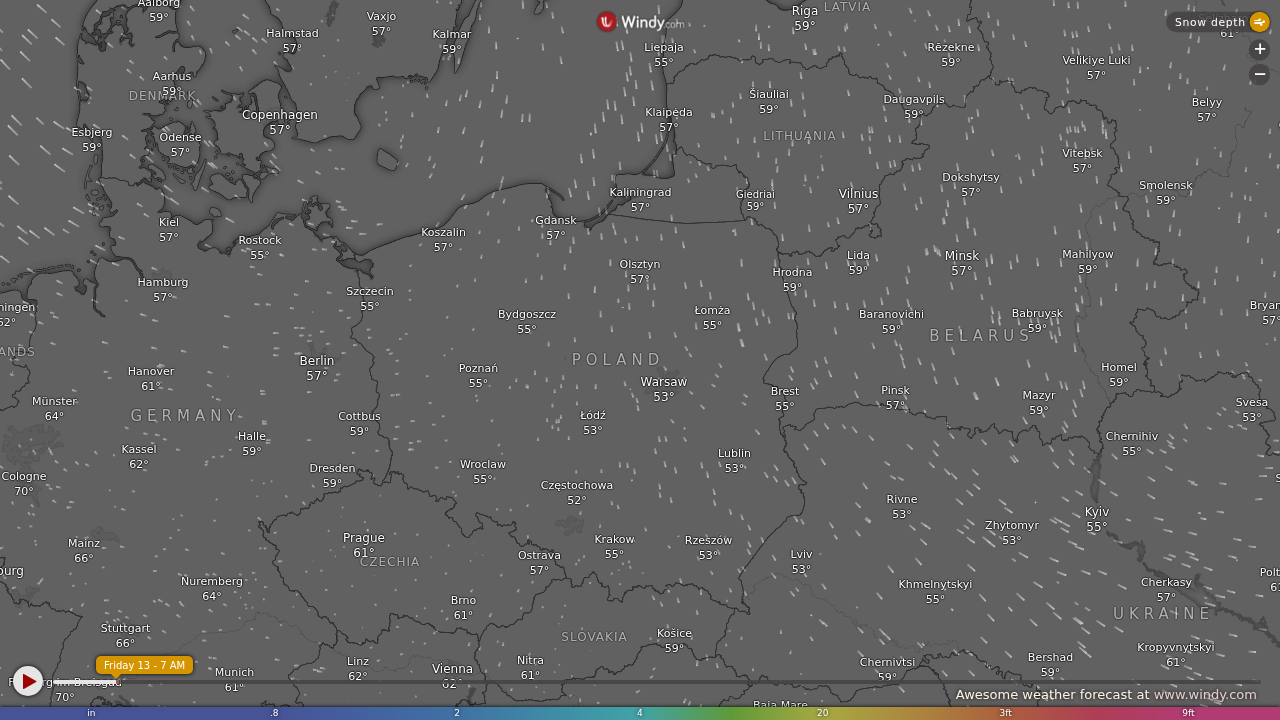 Aalborg
59°
Vaxjo
57°
Halmstad
57°
Kalmar
59°
Windy.com
Riga
59°
LATVIA
Snow depth
61°
+
−
Liepaja
55°
Rēzekne
59°
Velikiye Luki
57°
Aarhus
59°
DENMARK
Copenhagen
57°
Klaipėda
57°
Šiauliai
59°
Daugavpils
59°
Belyy
57°
Esbjerg
59°
Odense
57°
LITHUANIA
Vitebsk
57°
Kaliningrad
57°
Giedriai
59°
Vilnius
57°
Dokshytsy
57°
Smolensk
59°
Kiel
57°
Rostock
55°
Koszalin
57°
Gdansk
57°
Hamburg
57°
Szczecin
55°
Olsztyn
57°
Hrodna
59°
Lida
59°
Minsk
57°
Mahilyow
59°
Bydgoszcz
55°
Łomża
55°
Baranovichi
59°
Babruysk
59°
BELARUS
57°
Hanover
61°
Berlin
57°
Poznań
55°
POLAND
Warsaw
53°
Brest
55°
Pinsk
57°
Homel
59°
Mazyr
59°
Münster
64°
GERMANY
Cottbus
59°
Łódź
53°
Svesa
53°
Kassel
62°
Halle
59°
Chernihiv
55°
Cologne
70°
Dresden
59°
Wroclaw
55°
Częstochowa
52°
Lublin
53°
Rivne
53°
Zhytomyr
53°
Kyiv
55°
Mainz
66°
Prague
61°
CZECHIA
Ostrava
57°
Krakow
55°
Rzeszów
53°
Lviv
53°
Nuremberg
64°
Brno
61°
Khmelnytskyi
55°
Cherkasy
57°
UKRAINE
Stuttgart
66°
SLOVAKIA
Košice
59°
Kropyvnytskyi
61°
Friday 13 - 7 AM
Munich
61°
Linz
62°
Vienna
62°
Nitra
61°
Chernivtsi
59°
Bershad
59°
70°
Baia Mare
Awesome weather forecast at www.windy.com
in .8 2 4 20 3ft 9ft